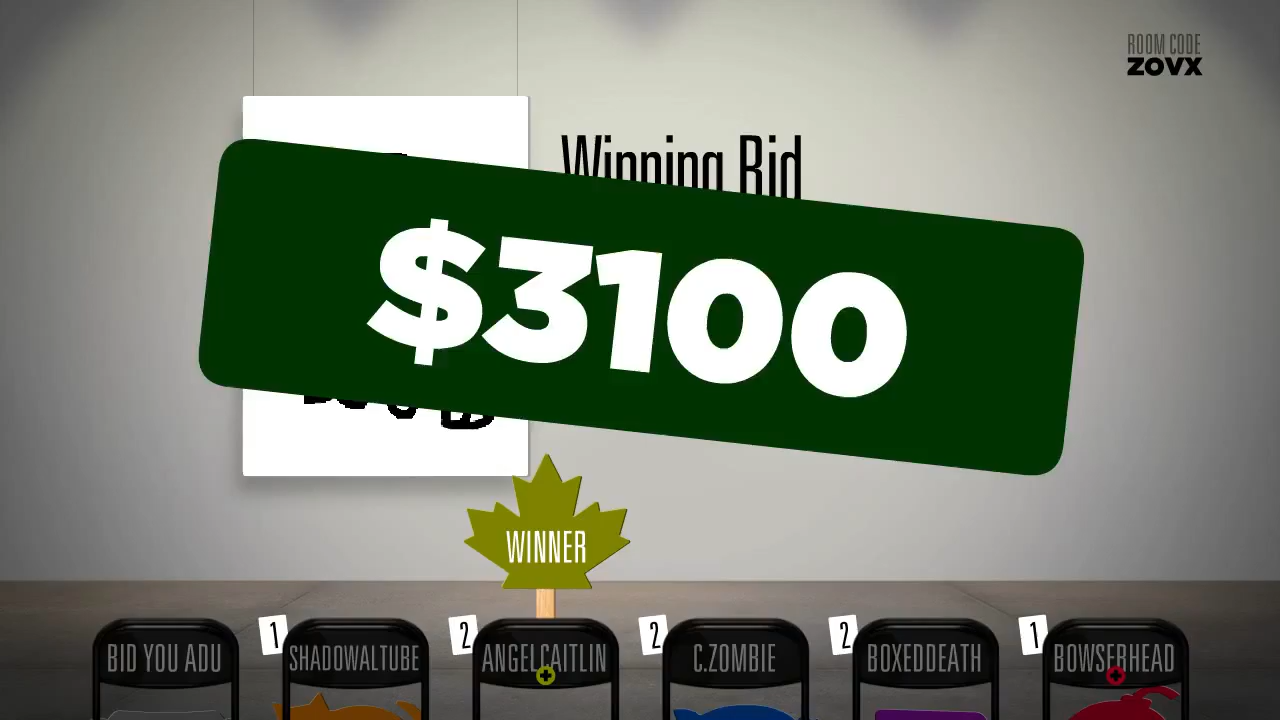 ROOM CODE
ZOVX
Winning Bid
$3100
WINNER
1
2
2
2
1
BID YOU ADU
SHADOWALTUBE
ANGELCAITLIN
C.ZOMBIE
BOXEDDEATH
BOWSERHEAD